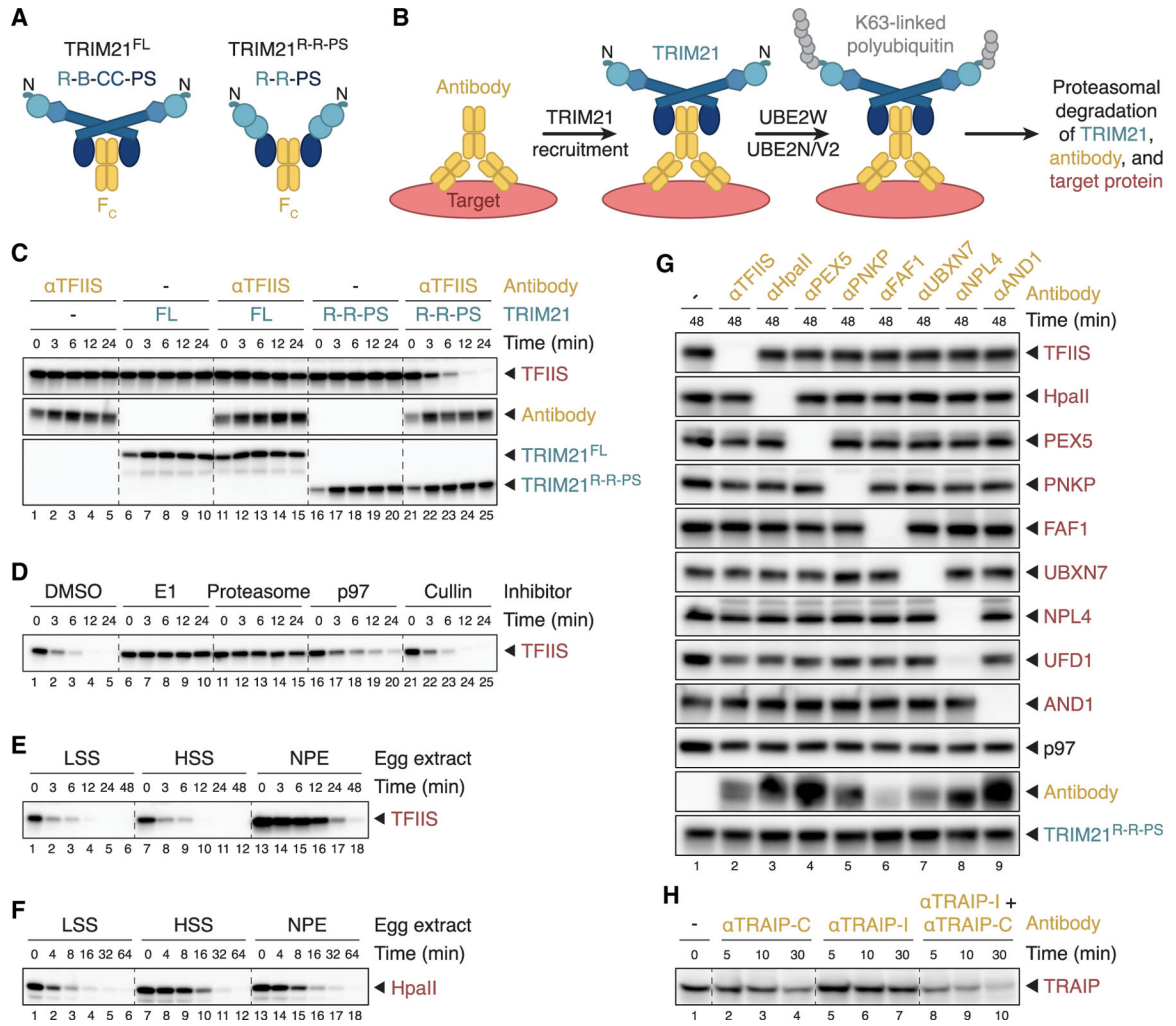 A
TRIM21FL
R-B-CC-PS
N
N
FC
TRIM21R-R-PS
R-R-PS
N
N
FC
B
Antibody
Target
TRIM21
recruitment
TRIM21
N
N
UBE2W
UBE2N/V2
K63-linked
polyubiquitin
N
N
Proteasomal
degradation
of TRIM21,
antibody, and
target protein
C
αTFIIS - αTFIIS - αTFIIS Antibody
- FL FL R-R-PS R-R-PS TRIM21
0 3 6 12 24 0 3 6 12 24 0 3 6 12 24 0 3 6 12 24 0 3 6 12 24 Time (min)
TFIIS
Antibody
TRIM21FL
TRIM21R-R-PS
1 2 3 4 5 6 7 8 9 10 11 12 13 14 15 16 17 18 19 20 21 22 23 24 25
D
DMSO E1 Proteasome p97 Cullin Inhibitor
0 3 6 12 24 0 3 6 12 24 0 3 6 12 24 0 3 6 12 24 0 3 6 12 24 Time (min)
TFIIS
1 2 3 4 5 6 7 8 9 10 11 12 13 14 15 16 17 18 19 20 21 22 23 24 25
E
LSS HSS NPE Egg extract
0 3 6 12 24 48 0 3 6 12 24 48 0 3 6 12 24 48 Time (min)
TFIIS
1 2 3 4 5 6 7 8 9 10 11 12 13 14 15 16 17 18
F
LSS HSS NPE Egg extract
0 4 8 16 32 64 0 4 8 16 32 64 0 4 8 16 32 64 Time (min)
HpaII
1 2 3 4 5 6 7 8 9 10 11 12 13 14 15 16 17 18
G
- αTFIIS αHpaII αPEX5 αPNKP αFAF1 αUBXN7 αNPL4 αAND1 Antibody
48 48 48 48 48 48 48 48 48 Time (min)
TFIIS
HpaII
PEX5
PNKP
FAF1
UBXN7
NPL4
UFD1
AND1
p97
Antibody
TRIM21R-R-PS
1 2 3 4 5 6 7 8 9
H
αTRAIP-I +
- αTRAIP-C αTRAIP-I αTRAIP-C Antibody
0 5 10 30 5 10 30 5 10 30 Time (min)
TRAIP
1 2 3 4 5 6 7 8 9 10